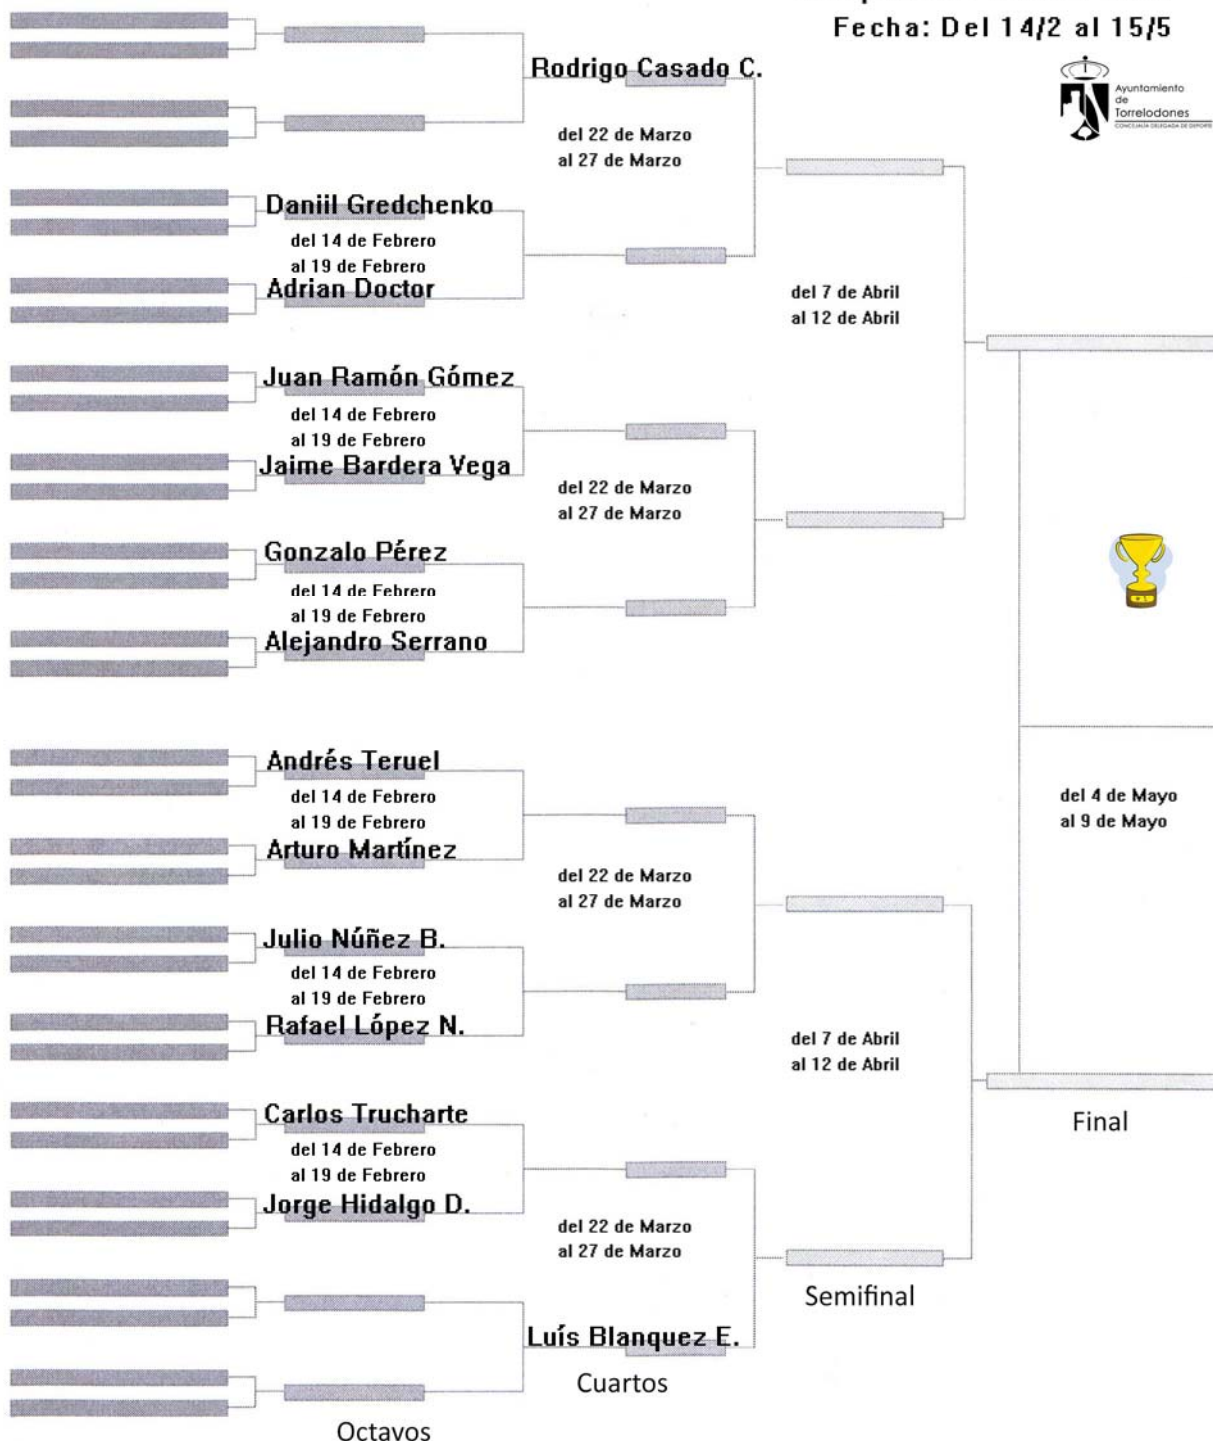 Fecha: Del 14/2 al 15/5
Ayuntamiento
de
Torrelodones
CONCEJALÍA DELEGADA DE DEPORTE
Rodrigo Casado C.
del 22 de Marzo
al 27 de Marzo
Daniil Gredchenko
del 14 de Febrero
al 19 de Febrero
Adrian Doctor
del 7 de Abril
al 12 de Abril
Juan Ramón Gómez
del 14 de Febrero
al 19 de Febrero
Jaime Bardera Vega
del 22 de Marzo
al 27 de Marzo
Gonzalo Pérez
del 14 de Febrero
al 19 de Febrero
Alejandro Serrano
Andrés Teruel
del 14 de Febrero
al 19 de Febrero
Arturo Martínez
del 4 de Mayo
al 9 de Mayo
del 22 de Marzo
al 27 de Marzo
Julio Núñez B.
del 14 de Febrero
al 19 de Febrero
Rafael López N.
del 7 de Abril
al 12 de Abril
Carlos Trucharte
del 14 de Febrero
al 19 de Febrero
Jorge Hidalgo D.
Final
del 22 de Marzo
al 27 de Marzo
Semifinal
Luís Blanquez E.
Cuartos
Octavos